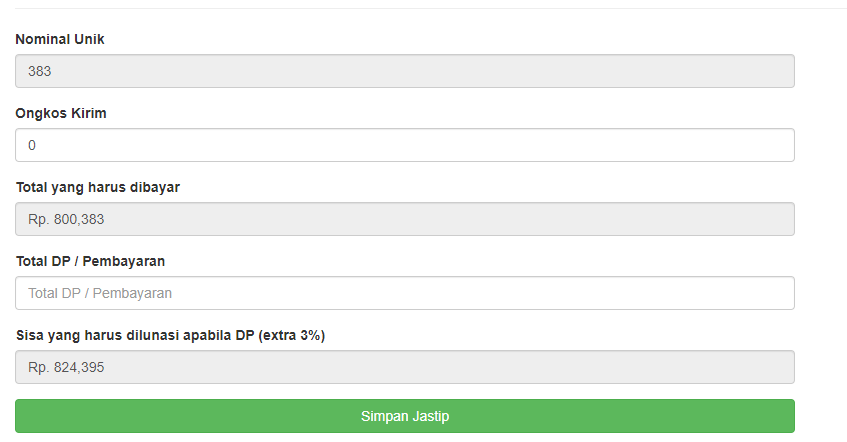 Nominal Unik
383
Ongkos Kirim
0
Total yang harus dibayar
Rp. 800,383
Total DP / Pembayaran
Total DP / Pembayaran
Sisa yang harus dilunasi apabila DP (extra 3%)
Rp. 824,395
Simpan Jastip